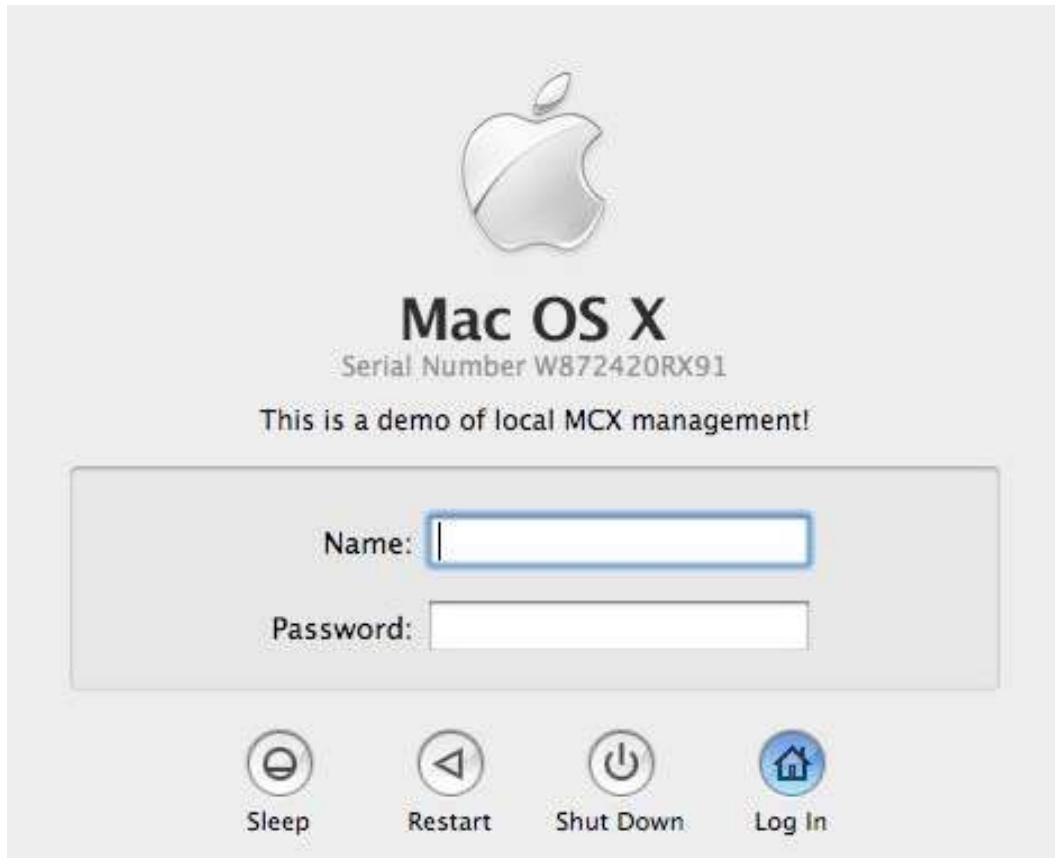 Mac OS X
Serial Number W872420RX91
This is a demo of local MCX management!
Name:
Password:
Sleep Restart Shut Down Log In